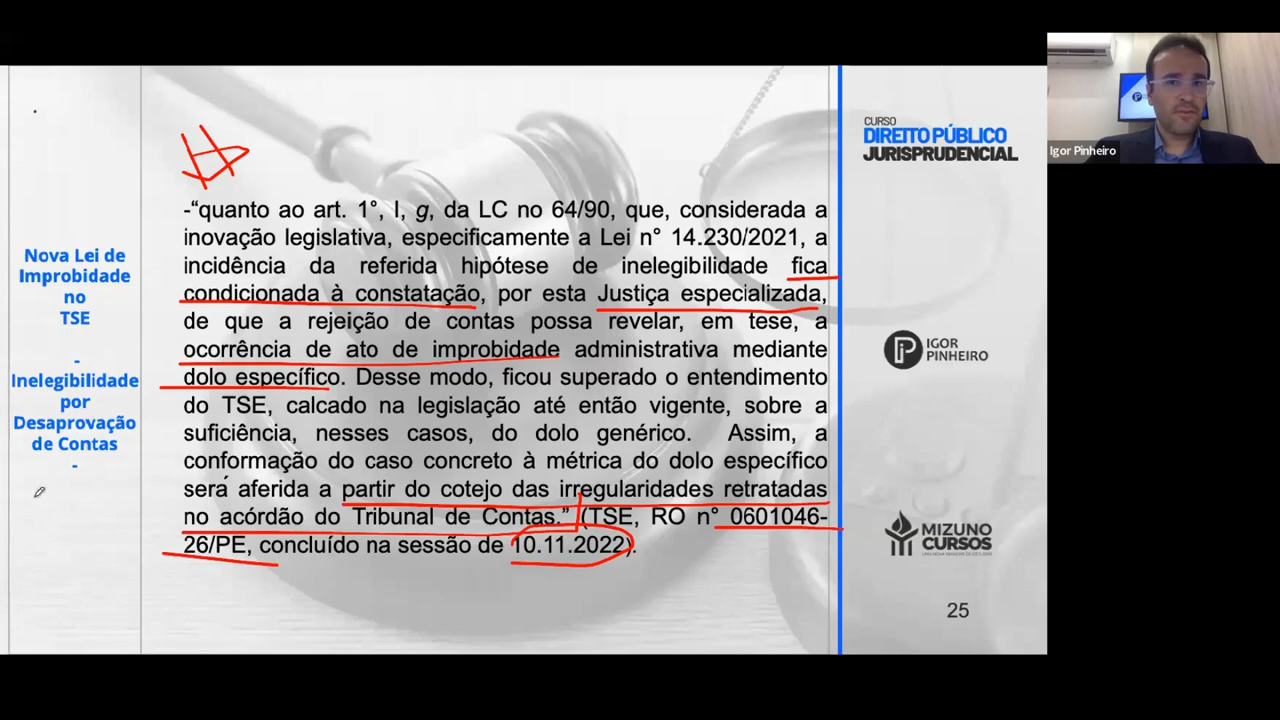 Nova Lei de
Improbidade
no
TSE
-
Inelegibilidade
por
Desaprovação
de Contas
-
-“quanto ao art. 1°, I, g, da LC no 64/90, que, considerada a
inovação legislativa, especificamente a Lei n° 14.230/2021, a
incidência da referida hipótese de inelegibilidade fica
condicionada à constatação, por esta Justiça especializada,
de que a rejeição de contas possa revelar, em tese, a
ocorrência de ato de improbidade administrativa mediante
dolo específico. Desse modo, ficou superado o entendimento
do TSE, calcado na legislação até então vigente, sobre a
suficiência, nesses casos, do dolo genérico. Assim, a
conformação do caso concreto à métrica do dolo específico
será aferida a partir do cotejo das irregularidades retratadas
no acórdão do Tribunal de Contas.” (TSE, RO n° 0601046-
26/PE, concluído na sessão de 10.11.2022).
CURSO
DIREITO PÚBLICO
JURISPRUDENCIAL
IGOR
PINHEIRO
MIZUNO
CURSOS
25
Igor Pinheiro